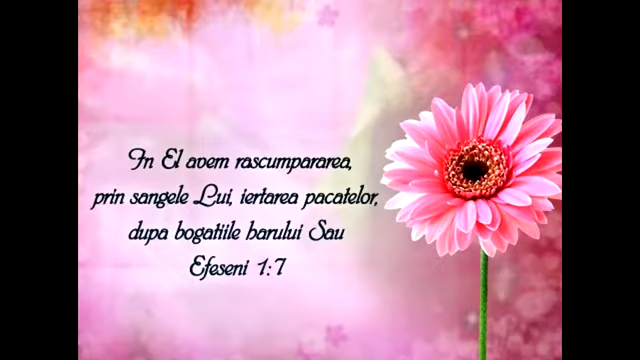 In El avem rascumpararea,
prin sangele Lui, iertarea pacatelor,
dupa bogatiile harului Sau
Efeseni 1:7